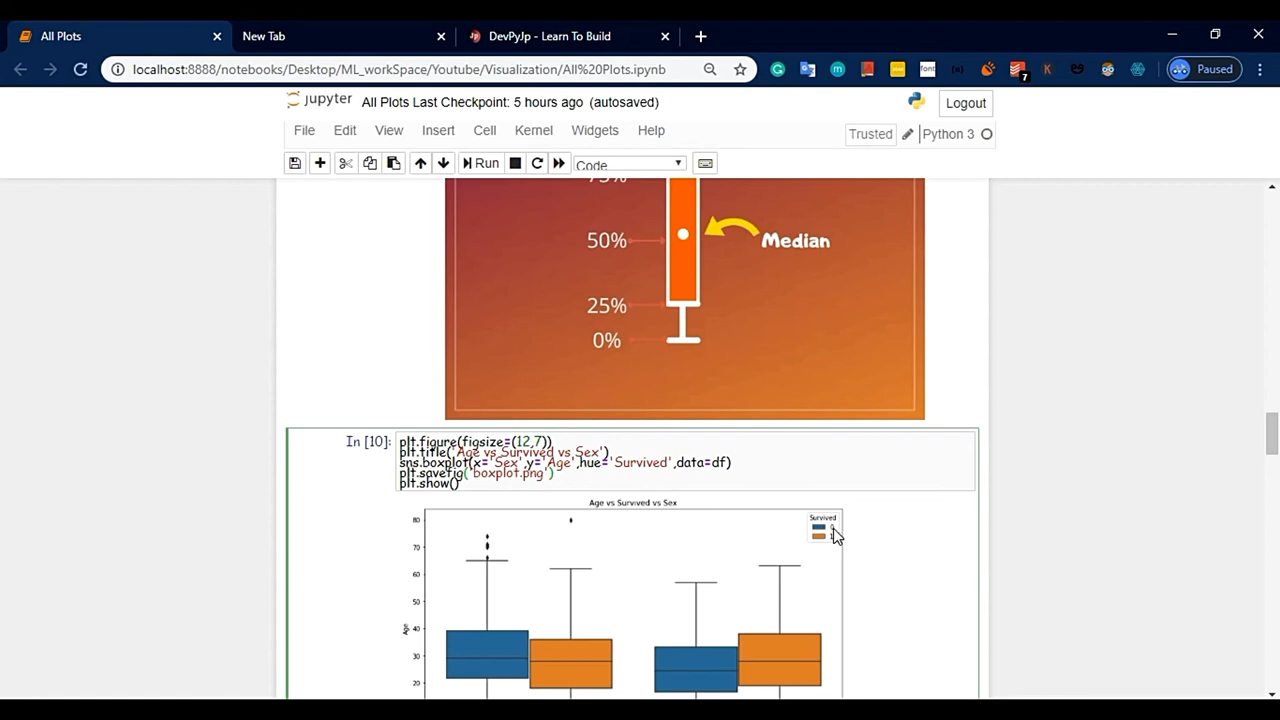 All Plots
New Tab
DevPyJp - Learn To Build
localhost:8888/notebooks/Desktop/ML_workSpace/Youtube/Visualization/All%20Plots.ipynb
font
7
Paused
jupyter
All Plots Last Checkpoint: 5 hours ago (autosaved)
Logout
File Edit View Insert Cell Kernel Widgets Help
Trusted
Python 3
Run
Code
75%
50%
Median
25%
0%
In [10]:
plt.figure(figsize=(12,7))
plt.title('Age vs Survived vs Sex')
sns.boxplot(x='Sex',y='Age',hue='Survived',data=df)
plt.savefig('boxplot.png')
plt.show()
Age vs Survived vs Sex
Survived
80
70
60
50
40
30
20
Age